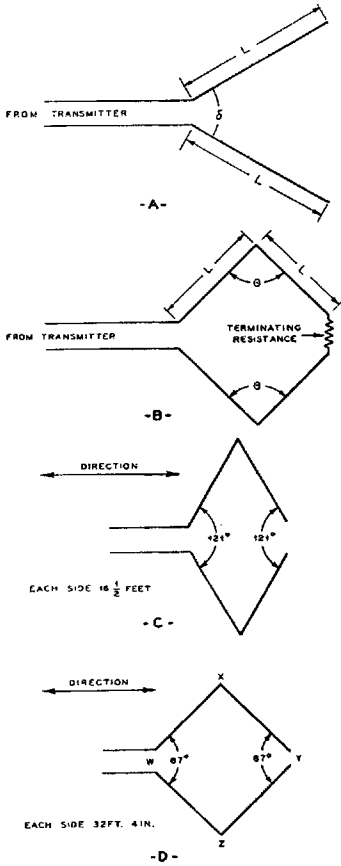 L
FROM TRANSMITTER
δ
L
-A-
L
L
θ
FROM TRANSMITTER
TERMINATING
RESISTANCE
θ
-B-
DIRECTION
121°
121°
EACH SIDE 16 1/2 FEET
-C-
DIRECTION
X
W
67°
67°
Y
EACH SIDE 32FT. 4IN.
Z
-D-